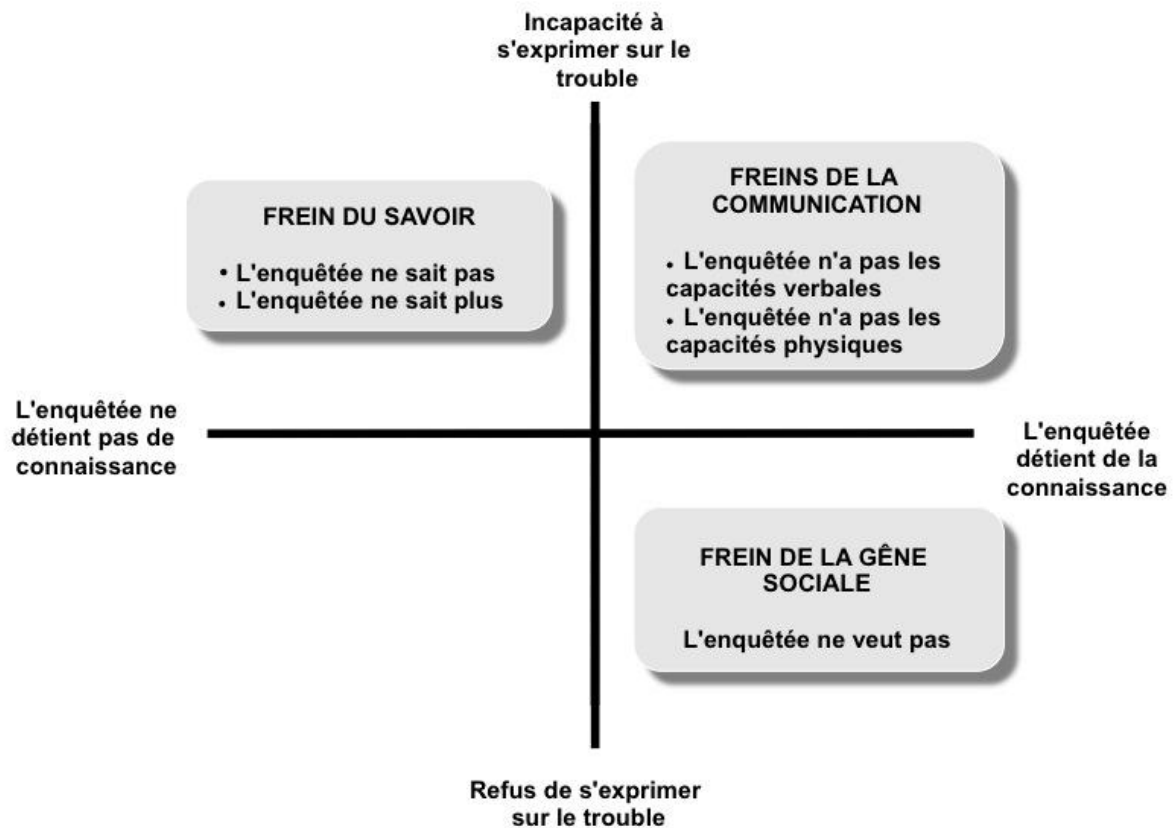 Incapacité à
s'exprimer sur le
trouble
FREIN DU SAVOIR
• L'enquêtée ne sait pas
• L'enquêtée ne sait plus
FREINS DE LA
COMMUNICATION
• L'enquêtée n'a pas les
capacités verbales
• L'enquêtée n'a pas les
capacités physiques
L'enquêtée ne
détient pas de
connaissance
L'enquêtée
détient de la
connaissance
FREIN DE LA GÊNE
SOCIALE
L'enquêtée ne veut pas
Refus de s'exprimer
sur le trouble